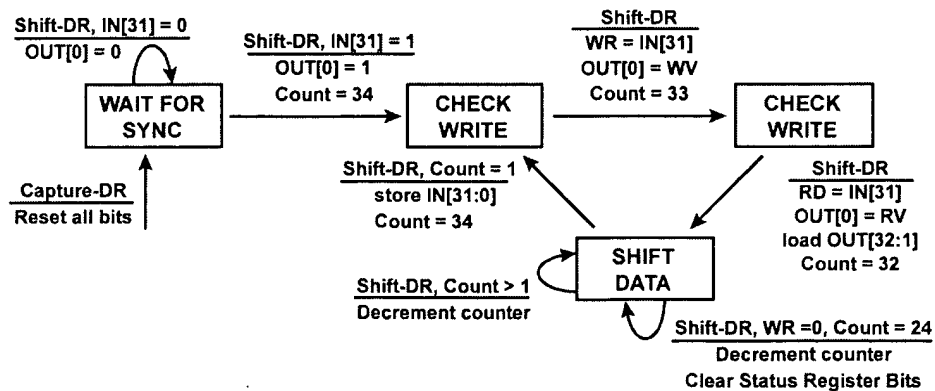 Shift-DR, IN[31] = 0
OUT[0] = 0
WAIT FOR
SYNC
Capture-DR
Reset all bits
Shift-DR, IN[31] = 1
OUT[0] = 1
Count = 34
CHECK
WRITE
Shift-DR
WR = IN[31]
OUT[0] = WV
Count = 33
CHECK
WRITE
Shift-DR
RD = IN[31]
OUT[0] = RV
load OUT[32:1]
Count = 32
Shift-DR, Count = 1
store IN[31:0]
Count = 34
SHIFT
DATA
Shift-DR, Count > 1
Decrement counter
Shift-DR, WR =0, Count = 24
Decrement counter
Clear Status Register Bits